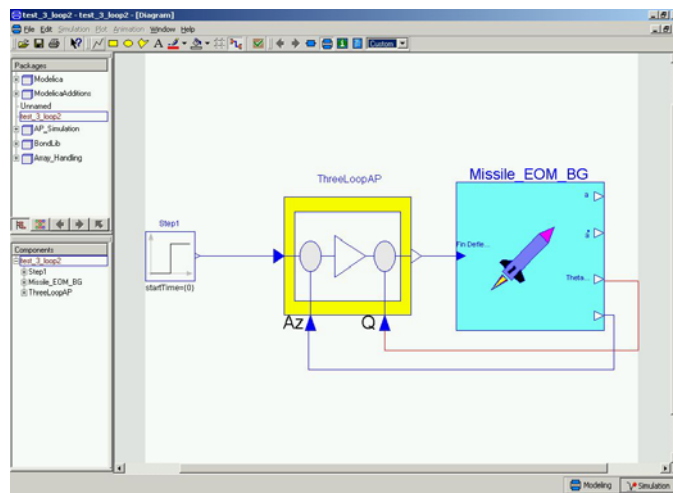 test_3_loop2 - test_3_loop2 - [Diagram]
File Edit Simulation Plot Animation Window Help
Custom
Packages
Modelica
ModelicaAdditions
Unnamed
test_3_loop2
AP_Simulation
BondLib
Array_Handling
Components
test_3_loop2
Step1
Missile_EOM_BG
ThreeLoopAP
Step1
startTime=(0)
ThreeLoopAP
Az
Q
Missile_EOM_BG
Fin Defle...
a
Theta...
Modeling
Simulation